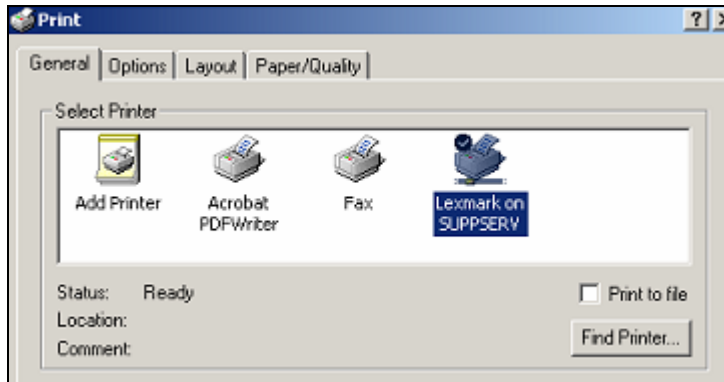 Print
General Options Layout Paper/Quality
Select Printer
Add Printer Acrobat PDFWriter Fax Lexmark on SUPPSERV
Status: Ready
Print to file
Location:
Find Printer...
Comment: